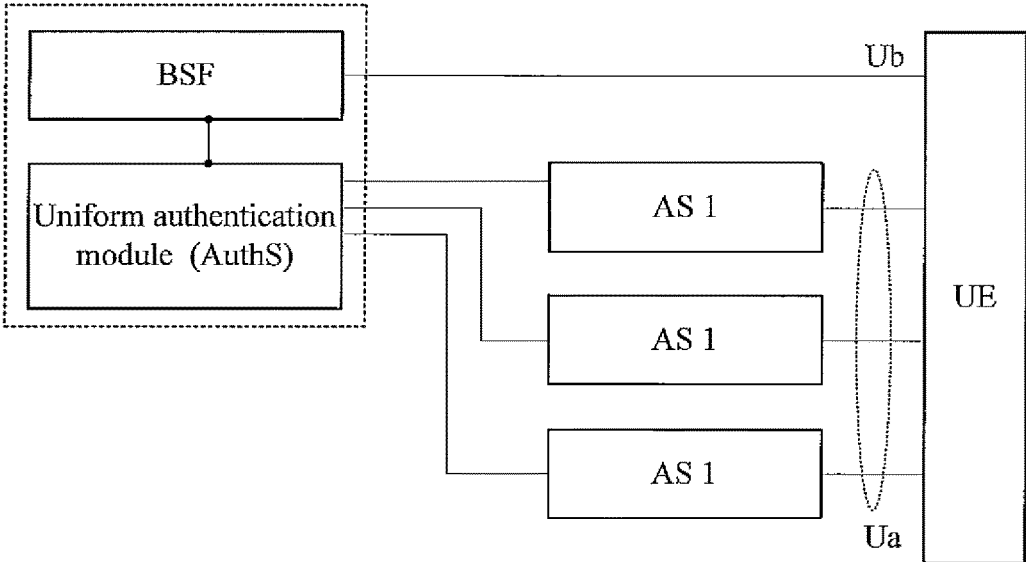 BSF
Ub
Uniform authentication
module (AuthS)
AS 1
AS 1
AS 1
UE
Ua